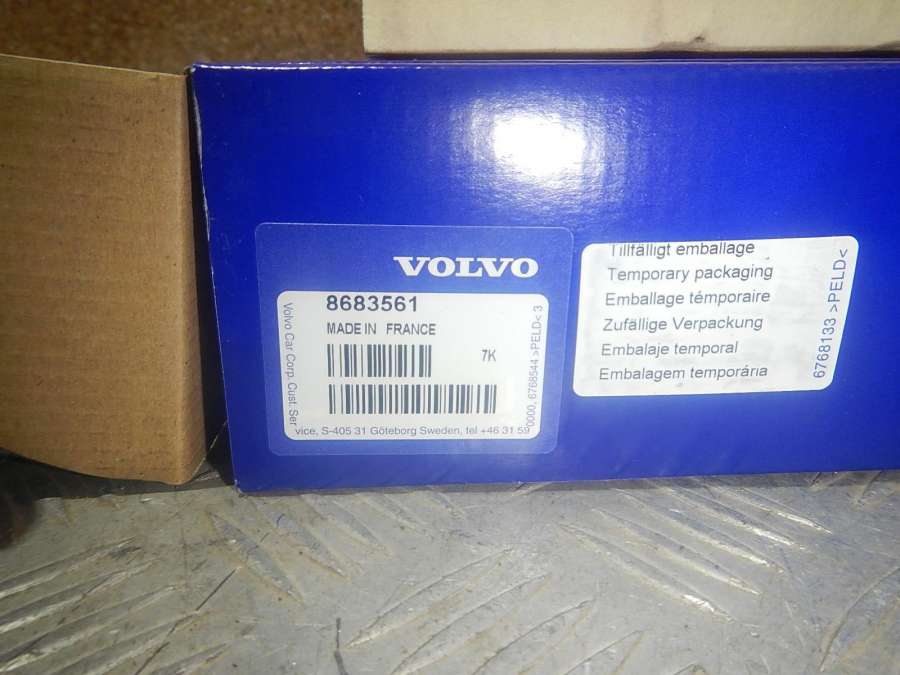 VOLVO
8683561
MADE IN FRANCE
7K
Volvo Car Corp. Cust. Ser
vice, S-405 31 Göteborg Sweden, tel +46 31 59
0000, 6768544 >PELD< 3
Tillfälligt emballage
Temporary packaging
Emballage témporaire
Zufällige Verpackung
Embalaje temporal
Embalagem temporária
6768133 >PELD<